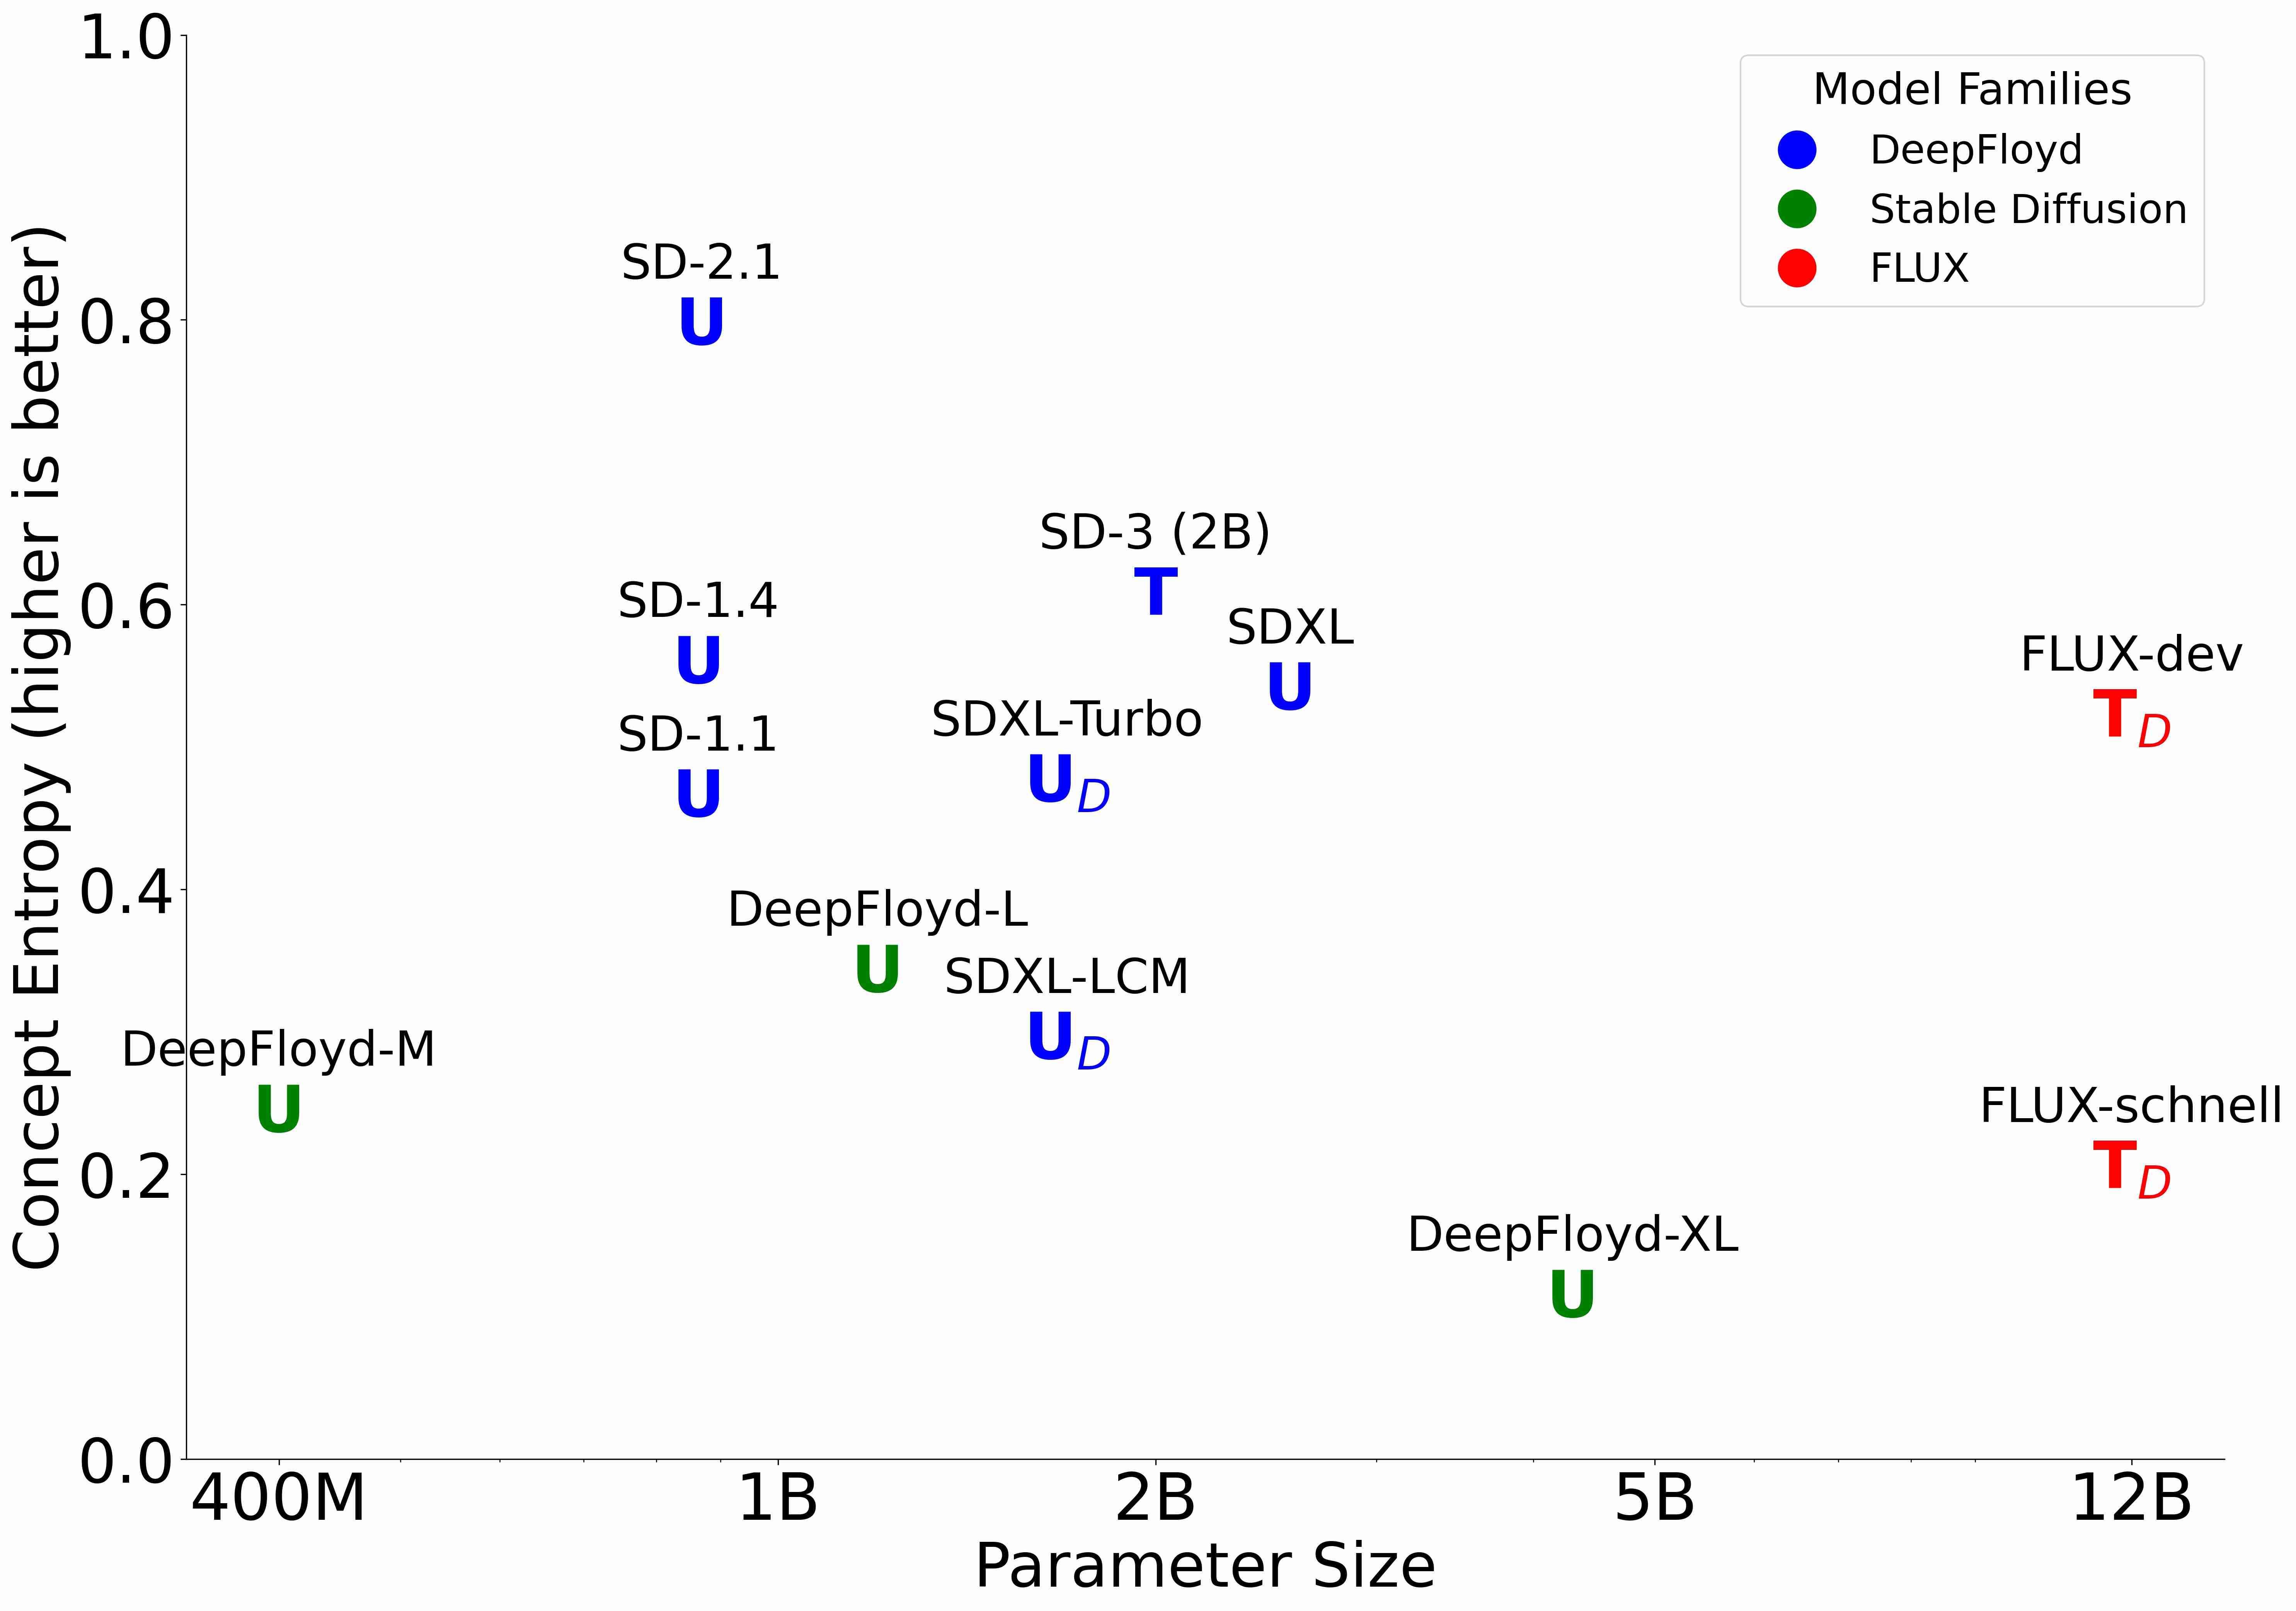 1.0
0.8
0.6
0.4
0.2
0.0
Concept Entropy (higher is better)
Model Families
DeepFloyd
Stable Diffusion
FLUX
SD-2.1
U
SD-3 (2B)
T
SD-1.4
U
SDXL
U
FLUX-dev
T_D
SDXL-Turbo
U_D
SD-1.1
U
DeepFloyd-L
U
SDXL-LCM
U_D
DeepFloyd-M
U
FLUX-schnell
T_D
DeepFloyd-XL
U
400M 1B 2B 5B 12B
Parameter Size